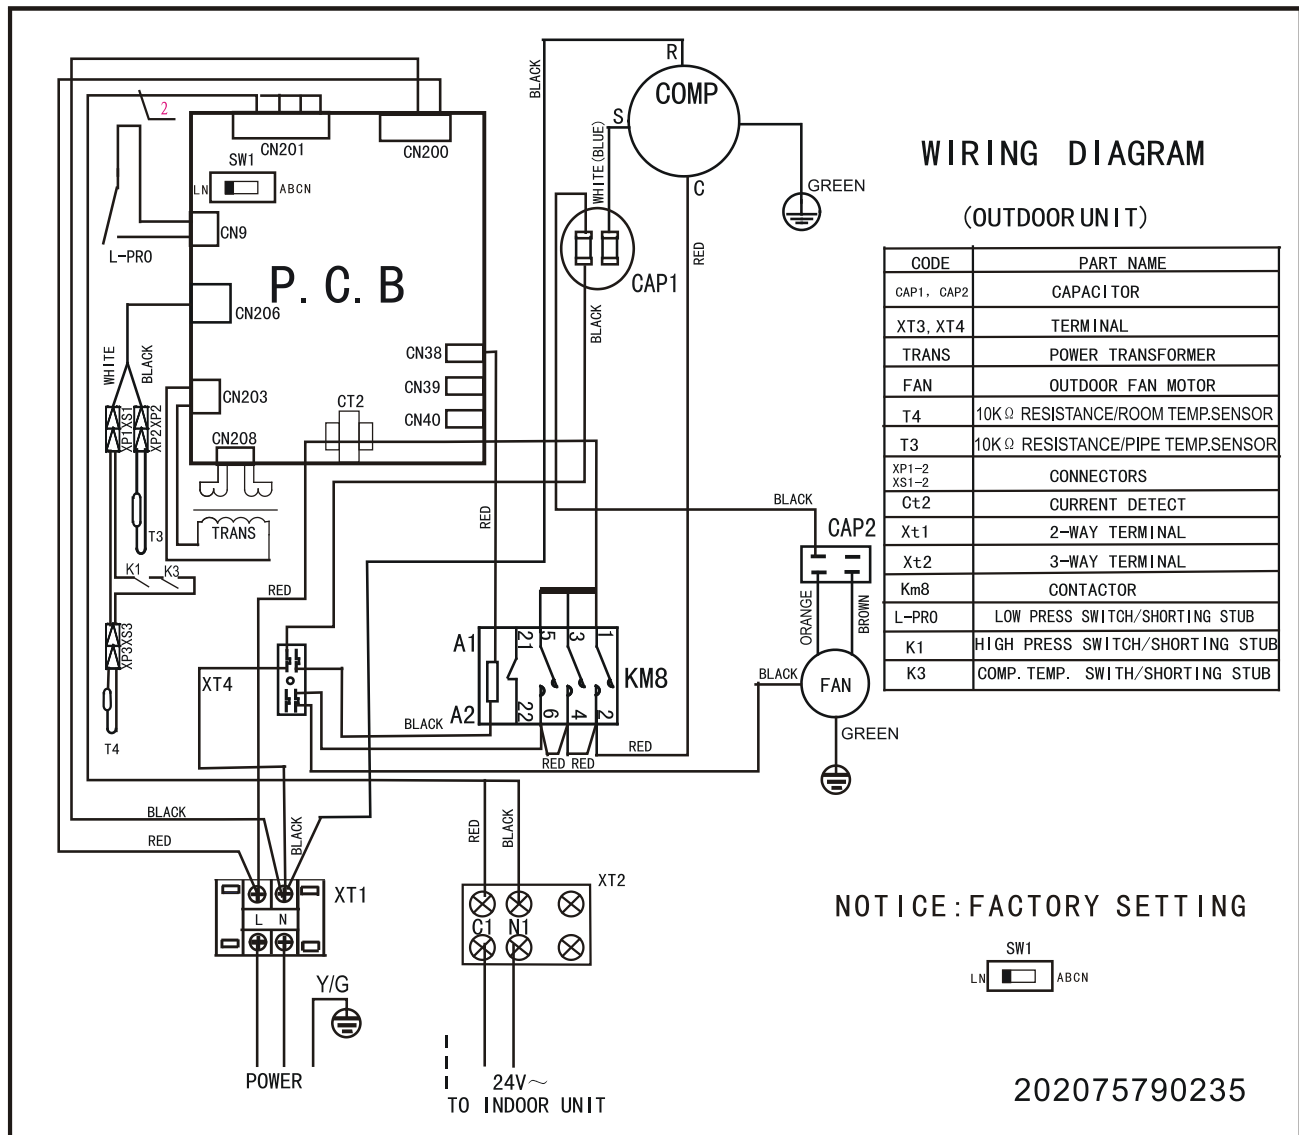 WIRING DIAGRAM
(OUTDOOR UNIT)
CODE PART NAME
CAP1, CAP2 CAPACITOR
XT3, XT4 TERMINAL
TRANS POWER TRANSFORMER
FAN OUTDOOR FAN MOTOR
T4 10KΩ RESISTANCE/ROOM TEMP.SENSOR
T3 10KΩ RESISTANCE/PIPE TEMP.SENSOR
XP1-2
XS1-2 CONNECTORS
Ct2 CURRENT DETECT
Xt1 2-WAY TERMINAL
Xt2 3-WAY TERMINAL
Km8 CONTACTOR
L-PRO LOW PRESS SWITCH/SHORTING STUB
K1 HIGH PRESS SWITCH/SHORTING STUB
K3 COMP. TEMP. SWITH/SHORTING STUB
NOTICE:FACTORY SETTING
SW1
LN ABCN
202075790235
2
CN201
CN200
SW1
LN ABCN
CN9
L-PRO
P.C.B
CN206
CN38
CN39
CN40
CN203
CT2
CN208
TRANS
WHITE
BLACK
XP1XS1
XP2XP2
T3
K1 K3
XP3XS3
T4
R
COMP
S
C
BLACK
WHITE(BLUE)
GREEN
RED
CAP1
BLACK
RED
RED
BLACK
CAP2
ORANGE
BROWN
BLACK
FAN
GREEN
A1
A2
21 5 3 1
22 6 4 2
KM8
XT4
BLACK
RED RED
RED
BLACK
RED
BLACK
RED
BLACK
XT1
L N
XT2
C1 N1
Y/G
POWER
24V~
TO INDOOR UNIT